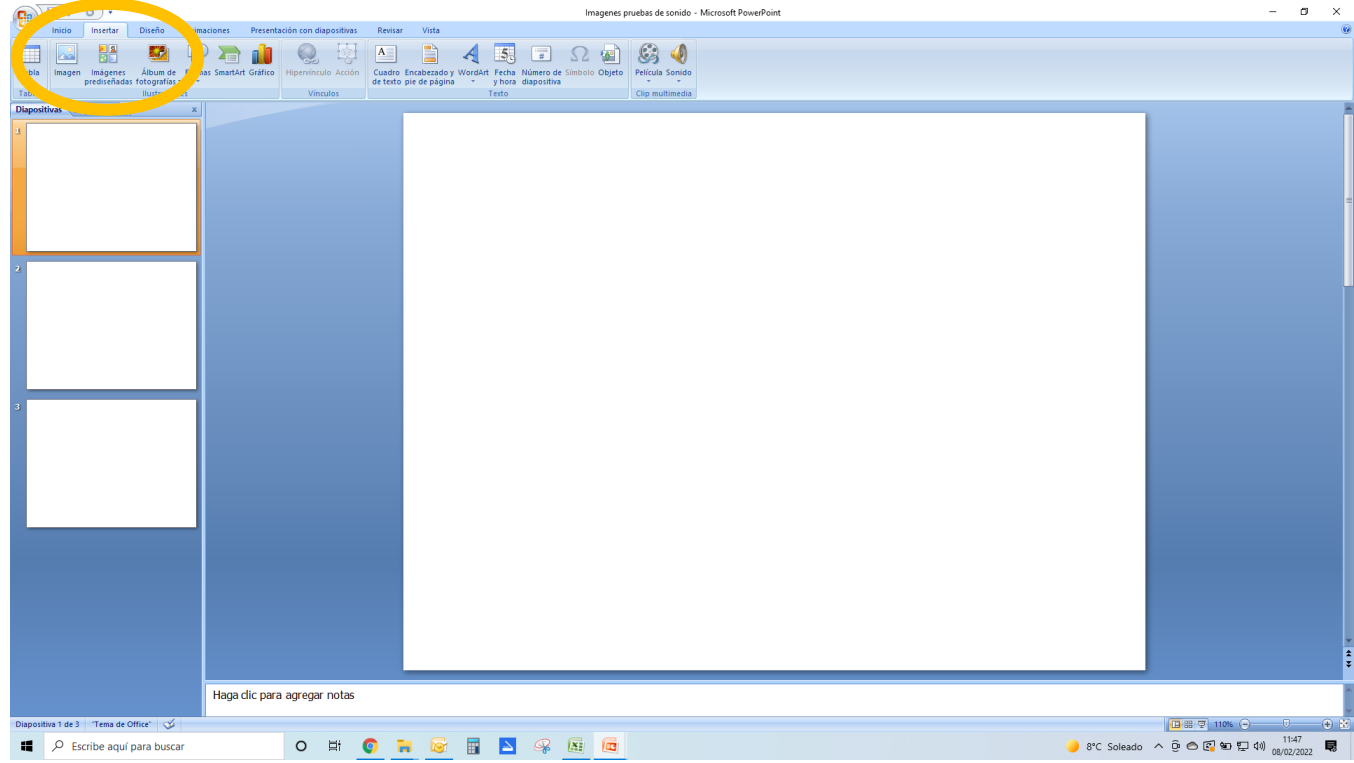 Imagenes pruebas de sonido - Microsoft PowerPoint
Inicio Insertar Diseño Presentación con diapositivas Revisar Vista
Imagen Imágenes prediseñadas Álbum de fotografías SmartArt Gráfico Hipervínculo Acción Cuadro de texto Encabezado y pie de página WordArt Fecha y hora Número de diapositiva Símbolo Objeto Película Sonido
Vínculos Texto Clip multimedia
Diapositivas x
1
2
3
Haga clic para agregar notas
Diapositiva 1 de 3 "Tema de Office" 110%
Escribe aquí para buscar 8°C Soleado 11:47
08/02/2022